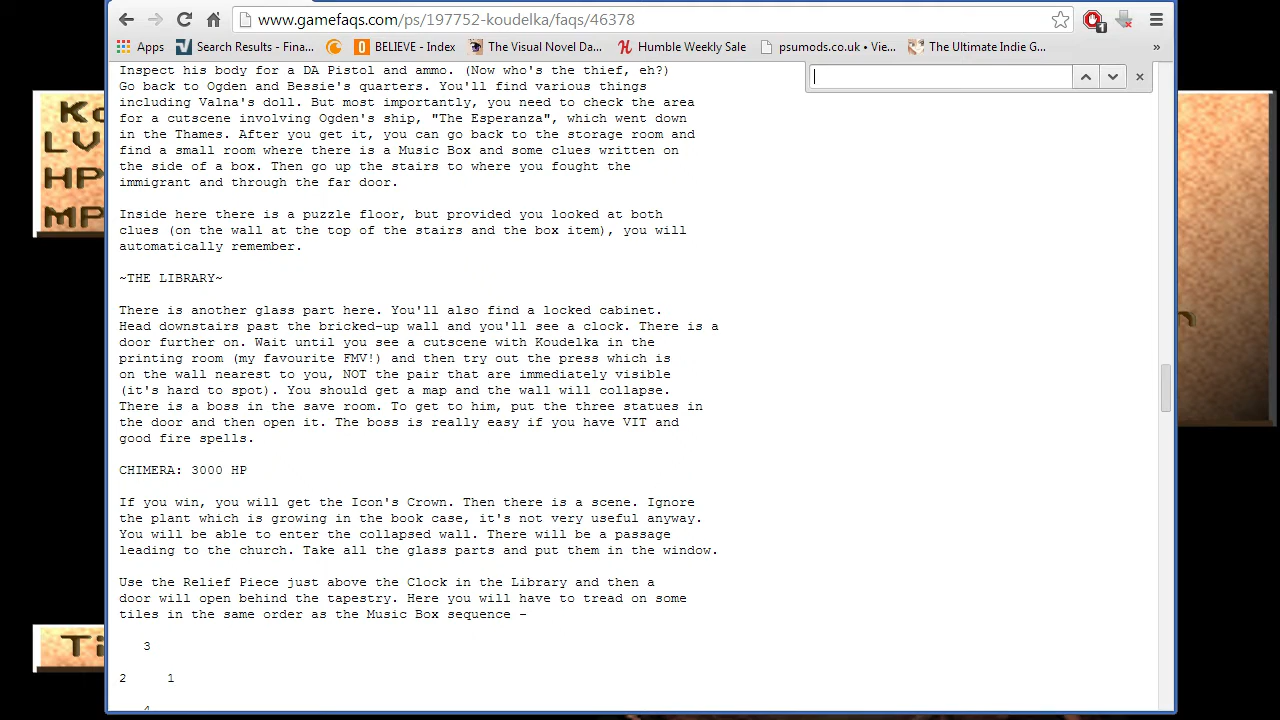 www.gamefaqs.com/ps/197752-koudelka/faqs/46378
1
Apps
Search Results - Fina...
BELIEVE - Index
The Visual Novel Da...
Humble Weekly Sale
psumods.co.uk • Vie...
The Ultimate Indie G...
»
Inspect his body for a DA Pistol and ammo. (Now who's the thief, eh?)
Go back to Ogden and Bessie's quarters. You'll find various things
including Valna's doll. But most importantly, you need to check the area
for a cutscene involving Ogden's ship, "The Esperanza", which went down
in the Thames. After you get it, you can go back to the storage room and
find a small room where there is a Music Box and some clues written on
the side of a box. Then go up the stairs to where you fought the
immigrant and through the far door.
Inside here there is a puzzle floor, but provided you looked at both
clues (on the wall at the top of the stairs and the box item), you will
automatically remember.
~THE LIBRARY~
There is another glass part here. You'll also find a locked cabinet.
Head downstairs past the bricked-up wall and you'll see a clock. There is a
door further on. Wait until you see a cutscene with Koudelka in the
printing room (my favourite FMV!) and then try out the press which is
on the wall nearest to you, NOT the pair that are immediately visible
(it's hard to spot). You should get a map and the wall will collapse.
There is a boss in the save room. To get to him, put the three statues in
the door and then open it. The boss is really easy if you have VIT and
good fire spells.
CHIMERA: 3000 HP
If you win, you will get the Icon's Crown. Then there is a scene. Ignore
the plant which is growing in the book case, it's not very useful anyway.
You will be able to enter the collapsed wall. There will be a passage
leading to the church. Take all the glass parts and put them in the window.
Use the Relief Piece just above the Clock in the Library and then a
door will open behind the tapestry. Here you will have to tread on some
tiles in the same order as the Music Box sequence -
3
2 1
4
Ko
LV
HP
MP
n
Ti